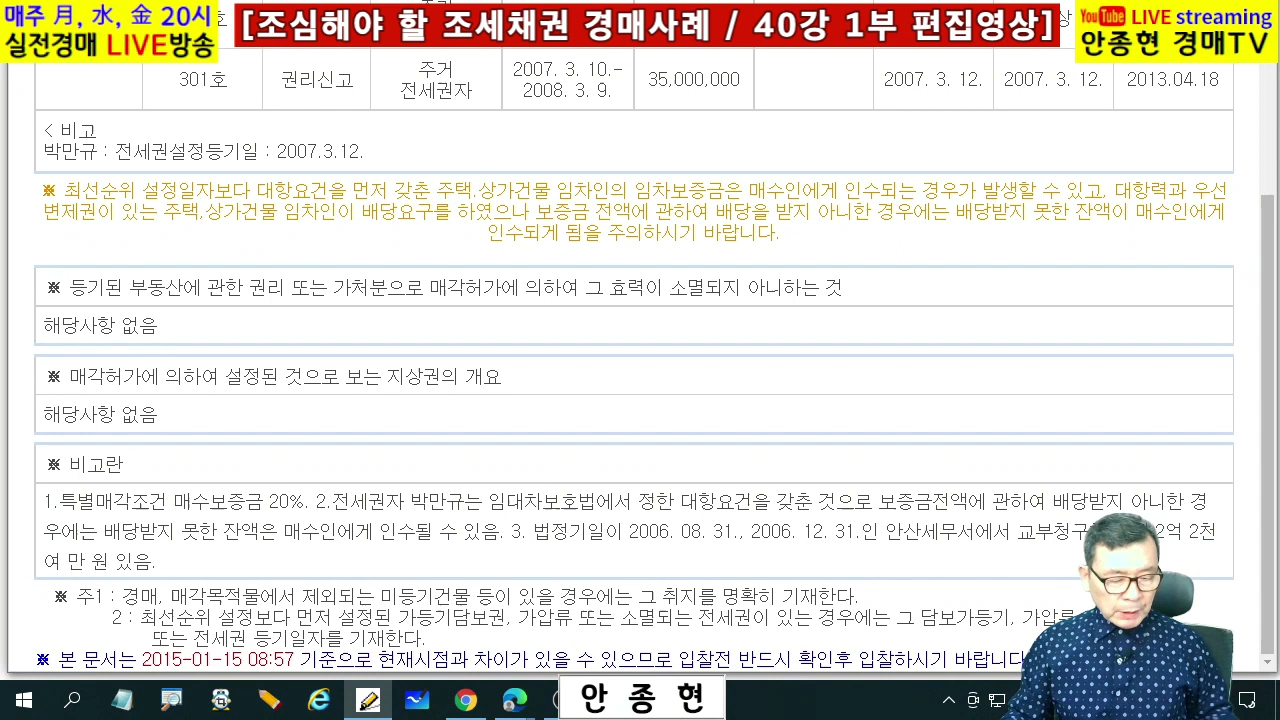 매주 月, 水, 金 20시
실전경매 LIVE방송
[조심해야 할 조세채권 경매사례 / 40강 1부 편집영상]
YouTube LIVE streaming
안종현 경매TV
301호 권리신고 주거 전세권자 2007. 3. 10.- 2008. 3. 9. 35,000,000 2007. 3. 12. 2007. 3. 12. 2013.04.18
< 비고
박만규 : 전세권설정등기일 : 2007.3.12.
※ 최선순위 설정일자보다 대항요건을 먼저 갖춘 주택.상가건물 임차인의 임차보증금은 매수인에게 인수되는 경우가 발생할 수 있고, 대항력과 우선
변제권이 있는 주택,상가건물 임차인이 배당요구를 하였으나 보증금 전액에 관하여 배당을 받지 아니한 경우에는 배당받지 못한 잔액이 매수인에게
인수되게 됨을 주의하시기 바랍니다.
※ 등기된 부동산에 관한 권리 또는 가처분으로 매각허가에 의하여 그 효력이 소멸되지 아니하는 것
해당사항 없음
※ 매각허가에 의하여 설정된 것으로 보는 지상권의 개요
해당사항 없음
※ 비고란
1.특별매각조건 매수보증금 20%. 2.전세권자 박만규는 임대차보호법에서 정한 대항요건을 갖춘 것으로 보증금전액에 관하여 배당받지 아니한 경
우에는 배당받지 못한 잔액은 매수인에게 인수될 수 있음. 3. 법정기일이 2006. 08. 31., 2006. 12. 31.인 안산세무서에서 교부청구 2억 2천
여 만 원 있음.
※ 주1 : 경매, 매각목적물에서 제외되는 미등기건물 등이 있을 경우에는 그 취지를 명확히 기재한다.
2 : 최선순위 설정보다 먼저 설정된 가등기담보권, 가압류 또는 소멸되는 전세권이 있는 경우에는 그 담보가등기, 가압류
또는 전세권 등기일자를 기재한다.
※ 본 문서는 2015-01-15 08:57 기준으로 현재시점과 차이가 있을 수 있으므로 입찰전 반드시 확인후 입찰하시기 바랍니다
안 종 현